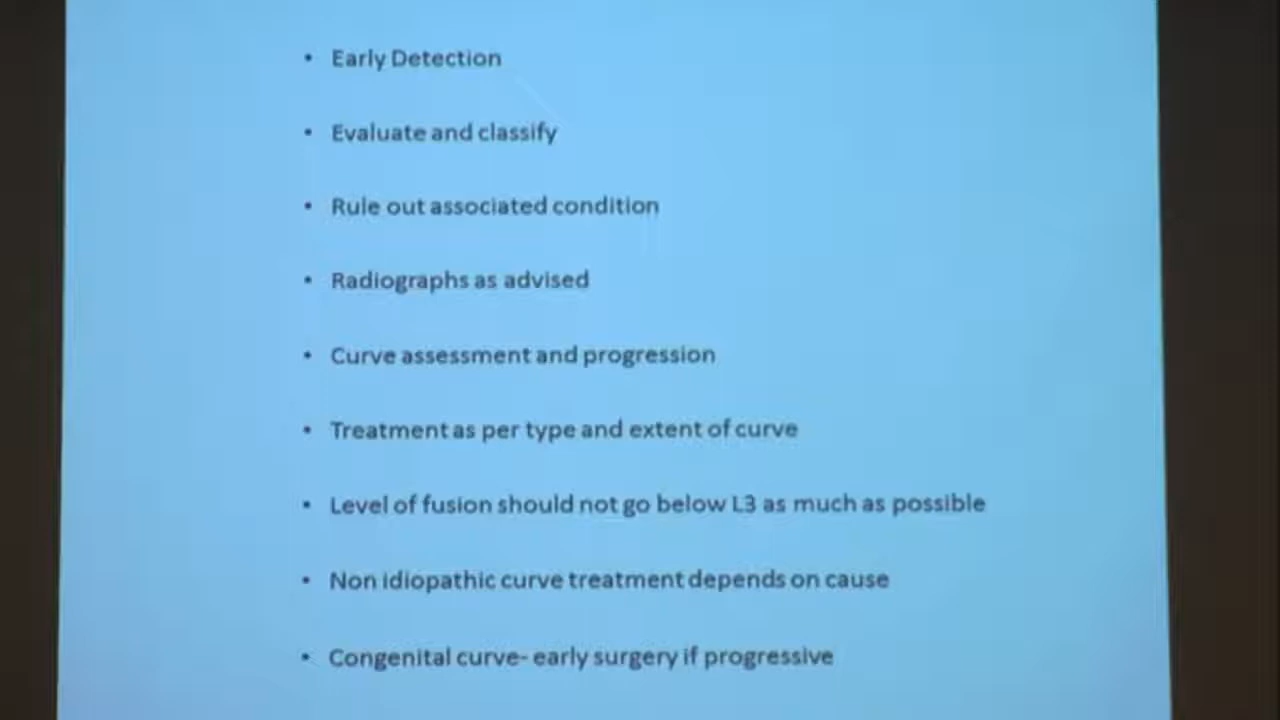 • Early Detection
• Evaluate and classify
• Rule out associated condition
• Radiographs as advised
• Curve assessment and progression
• Treatment as per type and extent of curve
• Level of fusion should not go below L3 as much as possible
• Non idiopathic curve treatment depends on cause
• Congenital curve- early surgery if progressive